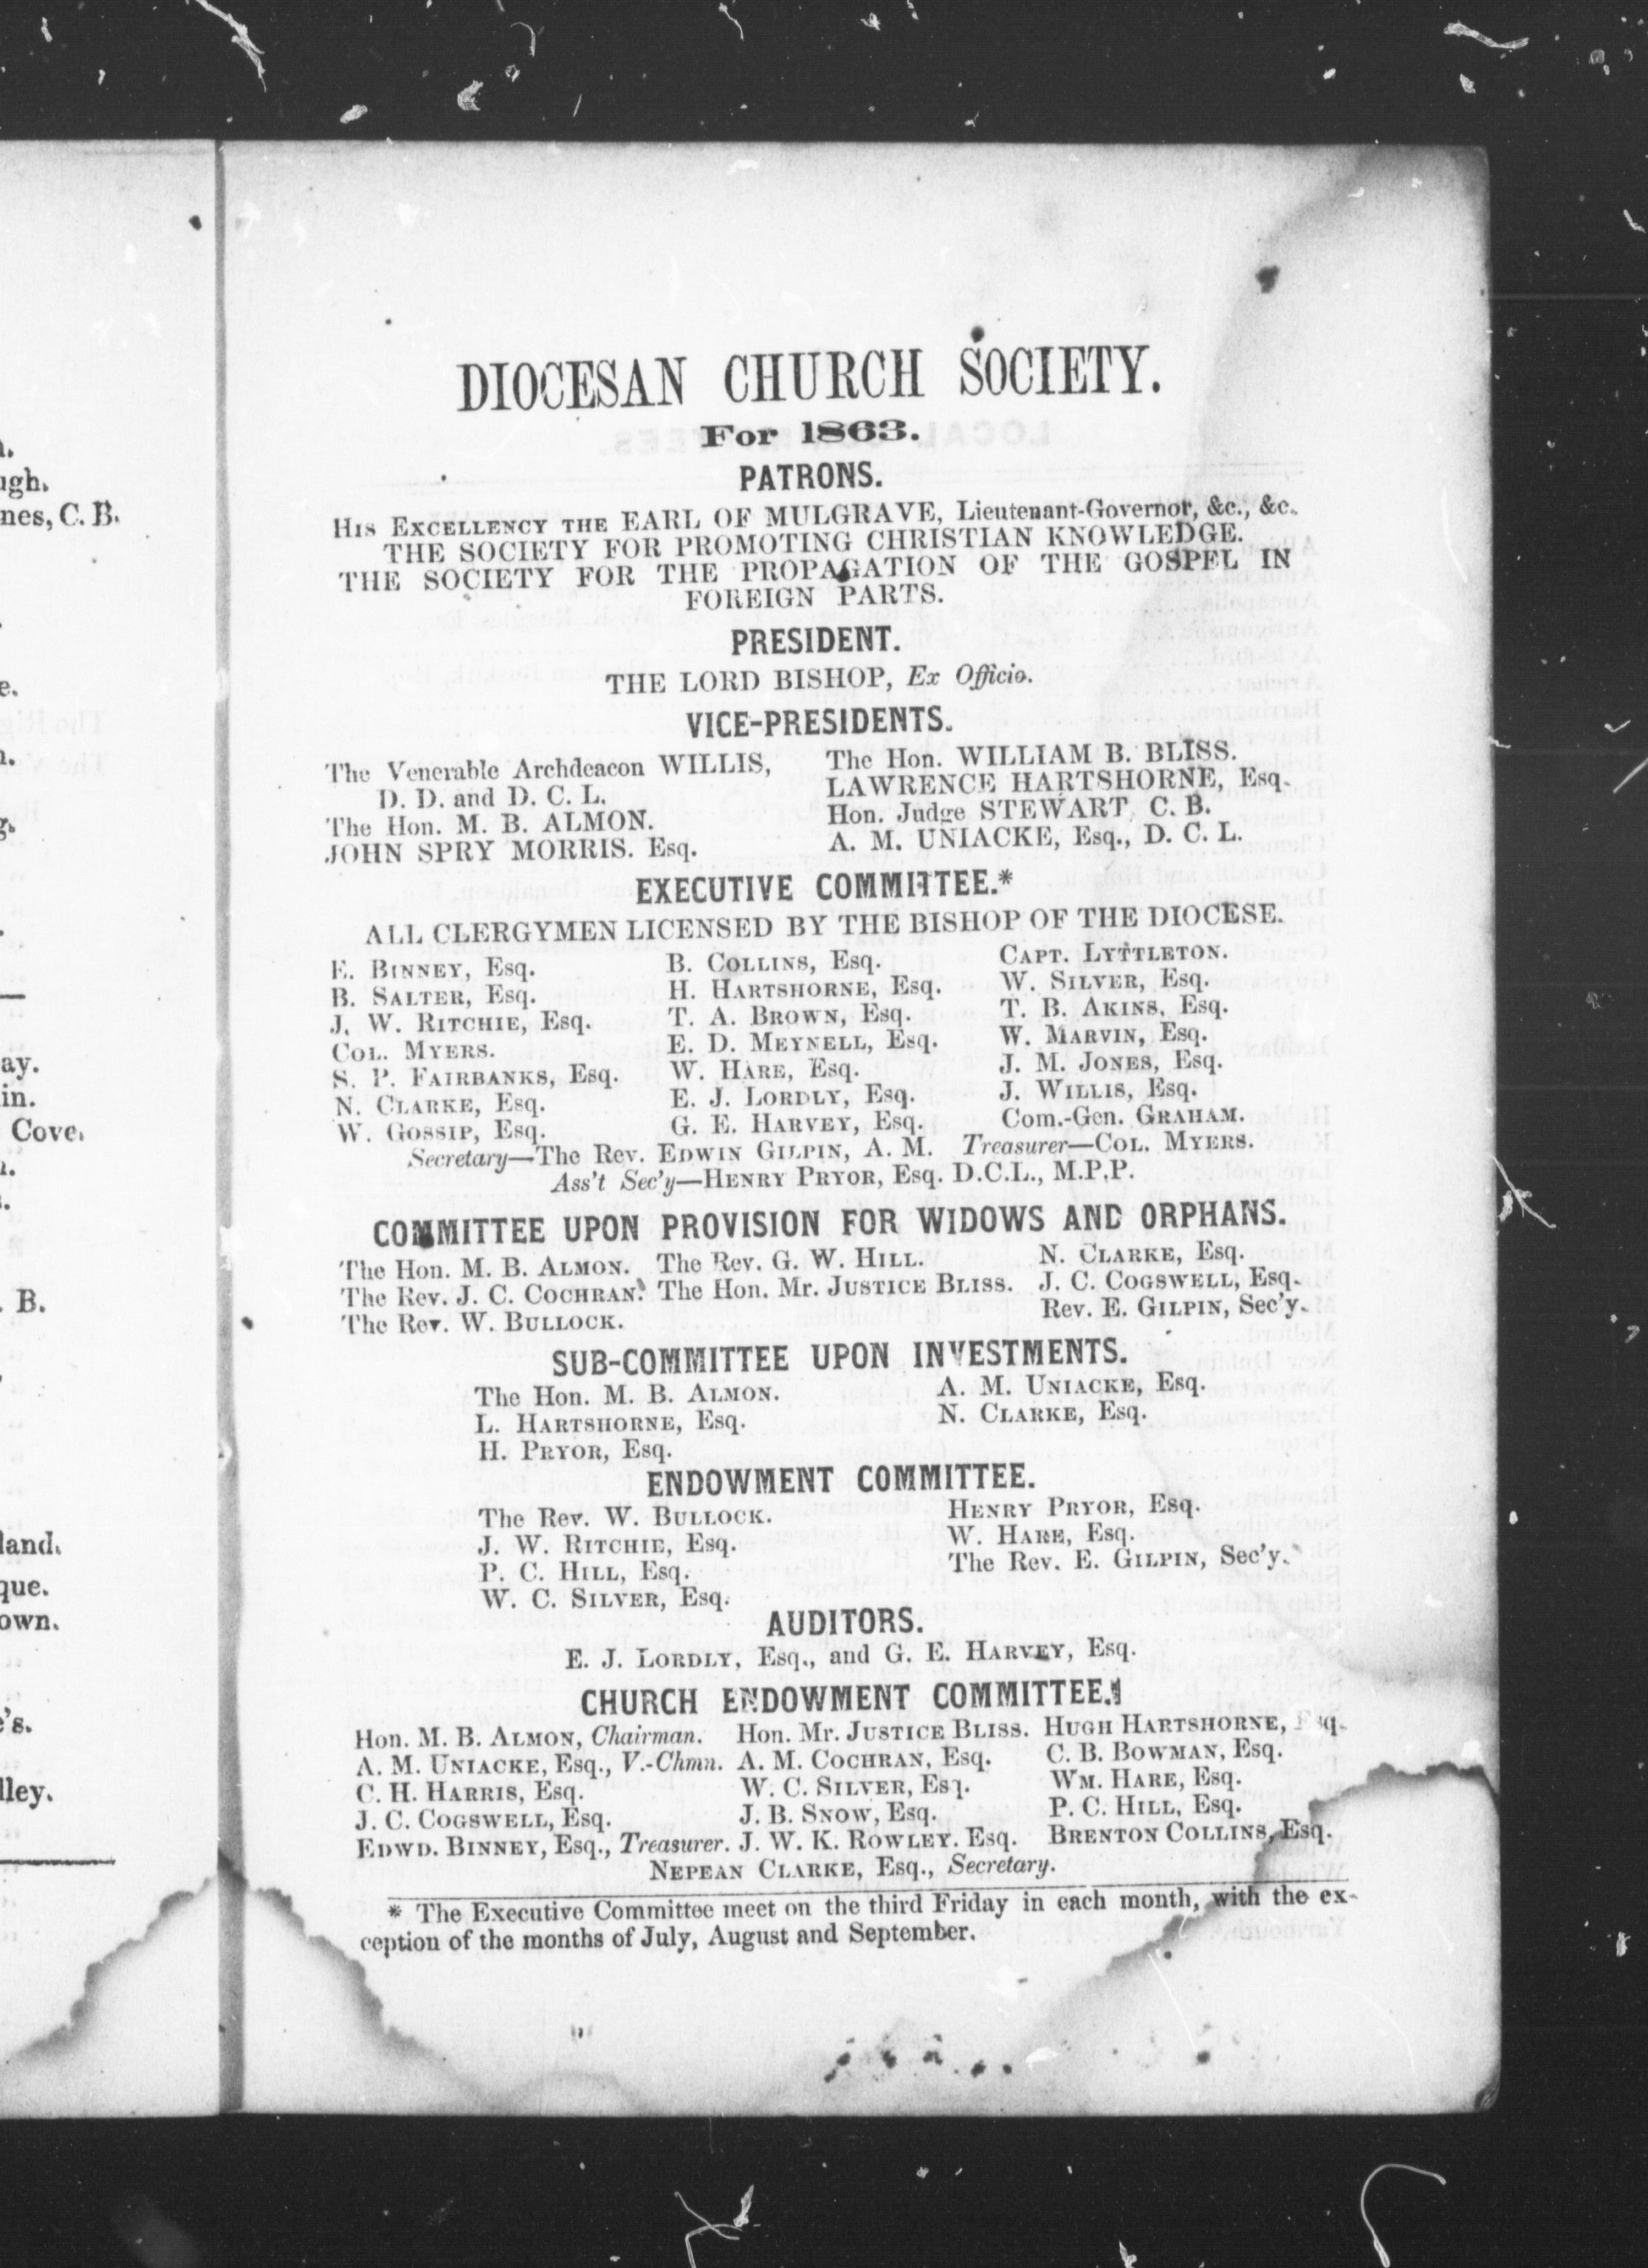 DIOCESAN CHURCH SOCIETY.
For 1863.
PATRONS.
HIS EXCELLENCY THE EARL OF MULGRAVE, Lieutenant-Governor, &c., &c.
THE SOCIETY FOR PROMOTING CHRISTIAN KNOWLEDGE.
THE SOCIETY FOR THE PROPAGATION OF THE GOSPEL IN
FOREIGN PARTS.
PRESIDENT.
THE LORD BISHOP, Ex Officio.
VICE-PRESIDENTS.
The Venerable Archdeacon WILLIS,
D. D. and D. C. L.
The Hon. M. B. ALMON.
JOHN SPRY MORRIS. Esq.
The Hon. WILLIAM B. BLISS.
LAWRENCE HARTSHORNE, Esq.
Hon. Judge STEWART, C. B.
A. M. UNIACKE, Esq., D. C. L.
EXECUTIVE COMMITTEE.*
ALL CLERGYMEN LICENSED BY THE BISHOP OF THE DIOCESE.
E. BINNEY, Esq.
B. SALTER, Esq.
J. W. RITCHIE, Esq.
COL. MYERS.
S. P. FAIRBANKS, Esq.
N. CLARKE, Esq.
W. GOSSIP, Esq.
B. COLLINS, Esq.
H. HARTSHORNE, Esq.
T. A. BROWN, Esq.
E. D. MEYNELL, Esq.
W. HARE, Esq.
E. J. LORDLY, Esq.
G. E. HARVEY, Esq.
CAPT. LYTTLETON.
W. SILVER, Esq.
T. B. AKINS, Esq.
W. MARVIN, Esq.
J. M. JONES, Esq.
J. WILLIS, Esq.
Com.-Gen. GRAHAM.
Secretary—The Rev. EDWIN GILPIN, A. M. Treasurer—COL. MYERS.
Ass't Sec'y—HENRY PRYOR, Esq. D.C.L., M.P.P.
COMMITTEE UPON PROVISION FOR WIDOWS AND ORPHANS.
The Hon. M. B. ALMON.
The Rev. J. C. COCHRAN.
The Rev. W. BULLOCK.
The Rev. G. W. HILL.
The Hon. Mr. JUSTICE BLISS.
N. CLARKE, Esq.
J. C. COGSWELL, Esq.
Rev. E. GILPIN, Sec'y.
SUB-COMMITTEE UPON INVESTMENTS.
The Hon. M. B. ALMON.
L. HARTSHORNE, Esq.
H. PRYOR, Esq.
A. M. UNIACKE, Esq.
N. CLARKE, Esq.
ENDOWMENT COMMITTEE.
The Rev. W. BULLOCK.
J. W. RITCHIE, Esq.
P. C. HILL, Esq.
W. C. SILVER, Esq.
HENRY PRYOR, Esq.
W. HARE, Esq.
The Rev. E. GILPIN, Sec'y.
AUDITORS.
E. J. LORDLY, Esq., and G. E. HARVEY, Esq.
CHURCH ENDOWMENT COMMITTEE.
Hon. M. B. ALMON, Chairman.
A. M. UNIACKE, Esq., V.-Chmn.
C. H. HARRIS, Esq.
J. C. COGSWELL, Esq.
EDWD. BINNEY, Esq., Treasurer.
Hon. Mr. JUSTICE BLISS.
A. M. COCHRAN, Esq.
W. C. SILVER, Esq.
J. B. SNOW, Esq.
J. W. K. ROWLEY. Esq.
HUGH HARTSHORNE, Esq.
C. B. BOWMAN, Esq.
WM. HARE, Esq.
P. C. HILL, Esq.
BRENTON COLLINS, Esq.
NEPEAN CLARKE, Esq., Secretary.
* The Executive Committee meet on the third Friday in each month, with the ex-
ception of the months of July, August and September.